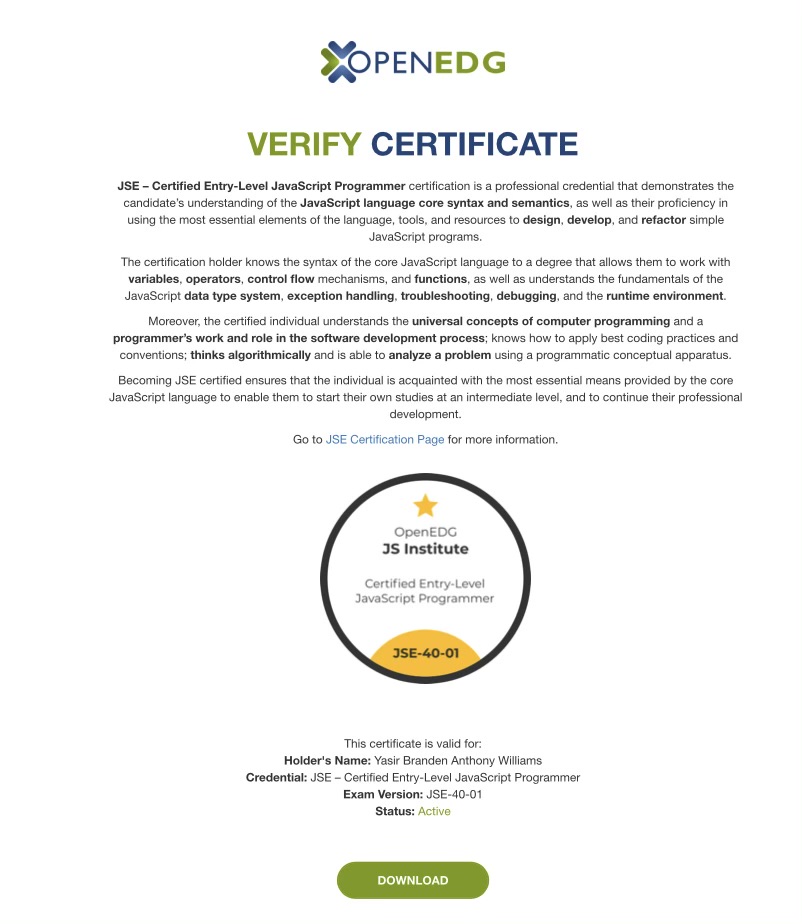 OPENEDG
VERIFY CERTIFICATE
JSE – Certified Entry-Level JavaScript Programmer certification is a professional credential that demonstrates the
candidate's understanding of the JavaScript language core syntax and semantics, as well as their proficiency in
using the most essential elements of the language, tools, and resources to design, develop, and refactor simple
JavaScript programs.
The certification holder knows the syntax of the core JavaScript language to a degree that allows them to work with
variables, operators, control flow mechanisms, and functions, as well as understands the fundamentals of the
JavaScript data type system, exception handling, troubleshooting, debugging, and the runtime environment.
Moreover, the certified individual understands the universal concepts of computer programming and a
programmer's work and role in the software development process; knows how to apply best coding practices and
conventions; thinks algorithmically and is able to analyze a problem using a programmatic conceptual apparatus.
Becoming JSE certified ensures that the individual is acquainted with the most essential means provided by the core
JavaScript language to enable them to start their own studies at an intermediate level, and to continue their professional
development.
Go to JSE Certification Page for more information.
OpenEDG
JS Institute
Certified Entry-Level
JavaScript Programmer
JSE-40-01
This certificate is valid for:
Holder's Name: Yasir Branden Anthony Williams
Credential: JSE – Certified Entry-Level JavaScript Programmer
Exam Version: JSE-40-01
Status: Active
DOWNLOAD